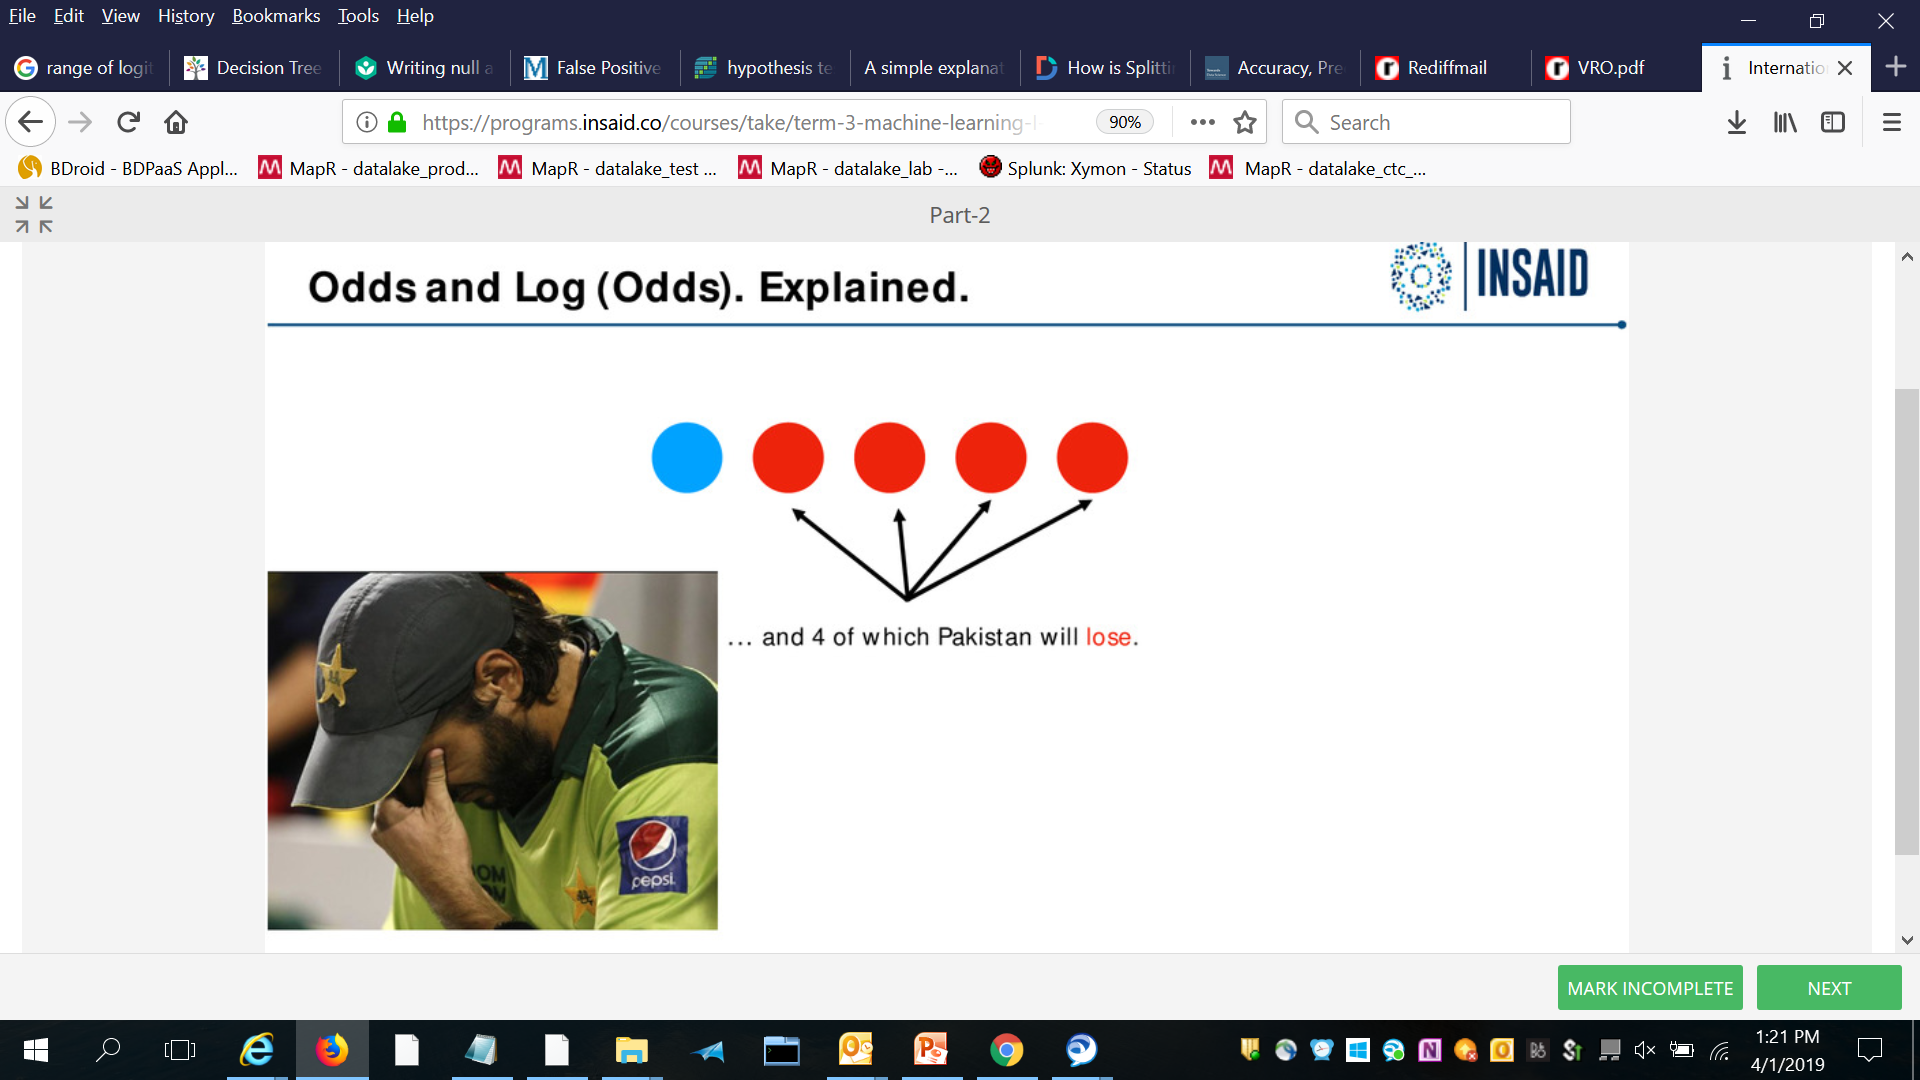 File Edit View History Bookmarks Tools Help
range of logi
Decision Tree
Writing null a
False Positive
hypothesis te
A simple explanat
How is Splitti
Accuracy, Pre
Rediffmail
VRO.pdf
Internatio
https://programs.insaid.co/courses/take/term-3-machine-learning-l
90%
Search
BDroid - BDPaaS Appl...
MapR - datalake_prod...
MapR - datalake_test ...
MapR - datalake_lab -...
Splunk: Xymon - Status
MapR - datalake_ctc_...
Part-2
Odds and Log (Odds). Explained.
INSAID
... and 4 of which Pakistan will lose.
pepsi
MARK INCOMPLETE
NEXT
1:21 PM
4/1/2019